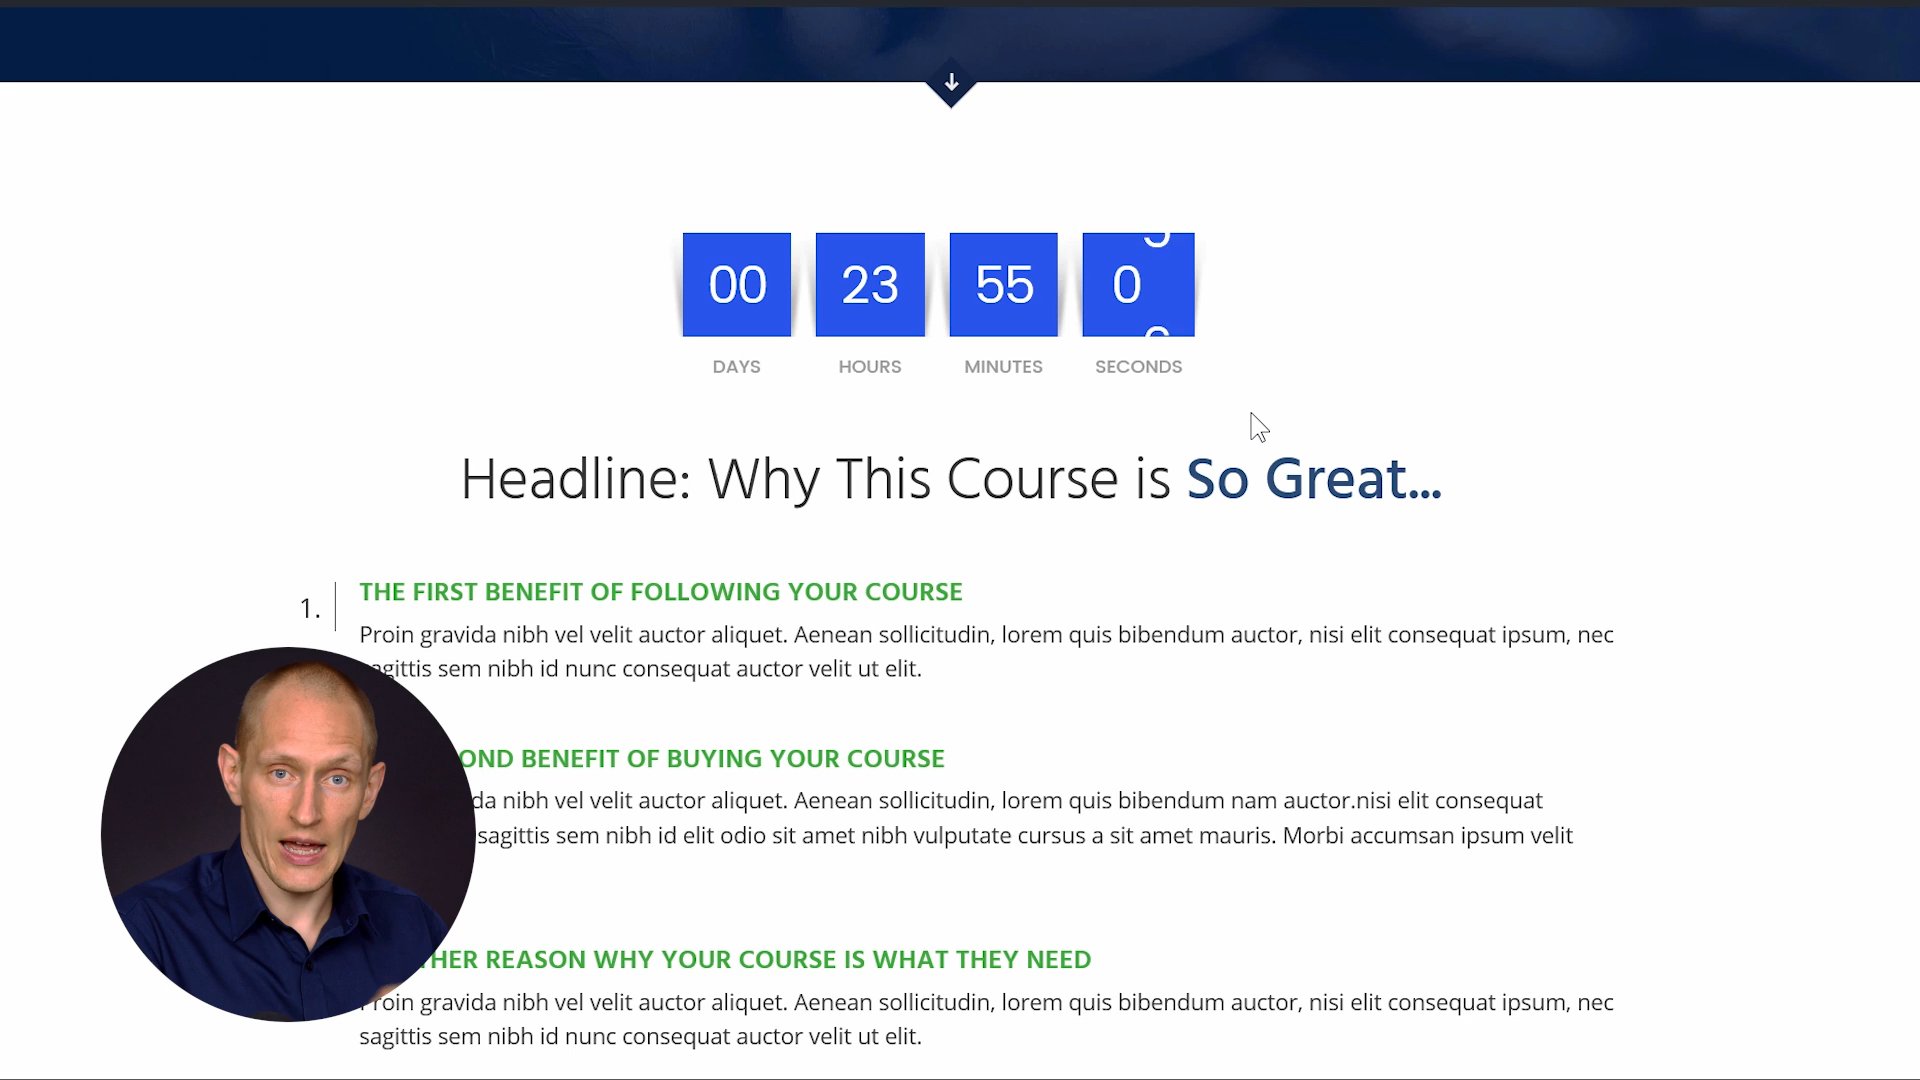 00 23 55 0
DAYS HOURS MINUTES SECONDS
Headline: Why This Course is So Great...
1.
THE FIRST BENEFIT OF FOLLOWING YOUR COURSE
Proin gravida nibh vel velit auctor aliquet. Aenean sollicitudin, lorem quis bibendum auctor, nisi elit consequat ipsum, nec
sagittis sem nibh id nunc consequat auctor velit ut elit.
BENEFIT OF BUYING YOUR COURSE
nibh vel velit auctor aliquet. Aenean sollicitudin, lorem quis bibendum nam auctor.nisi elit consequat
sagittis sem nibh id elit odio sit amet nibh vulputate cursus a sit amet mauris. Morbi accumsan ipsum velit
REASON WHY YOUR COURSE IS WHAT THEY NEED
Proin gravida nibh vel velit auctor aliquet. Aenean sollicitudin, lorem quis bibendum auctor, nisi elit consequat ipsum, nec
sagittis sem nibh id nunc consequat auctor velit ut elit.